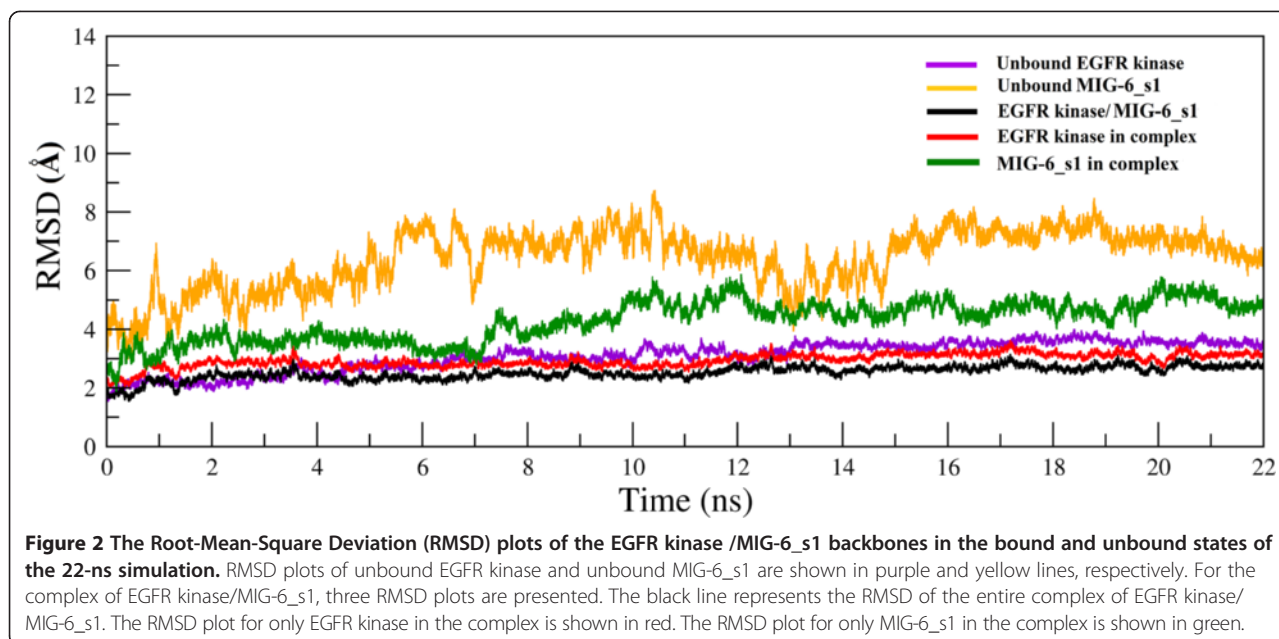 14
12
10
8
6
4
2
0
RMSD (Å)
Unbound EGFR kinase
Unbound MIG-6_s1
EGFR kinase/ MIG-6_s1
EGFR kinase in complex
MIG-6_s1 in complex
0 2 4 6 8 10 12 14 16 18 20 22
Time (ns)
Figure 2 The Root-Mean-Square Deviation (RMSD) plots of the EGFR kinase /MIG-6_s1 backbones in the bound and unbound states of
the 22-ns simulation. RMSD plots of unbound EGFR kinase and unbound MIG-6_s1 are shown in purple and yellow lines, respectively. For the
complex of EGFR kinase/MIG-6_s1, three RMSD plots are presented. The black line represents the RMSD of the entire complex of EGFR kinase/
MIG-6_s1. The RMSD plot for only EGFR kinase in the complex is shown in red. The RMSD plot for only MIG-6_s1 in the complex is shown in green.